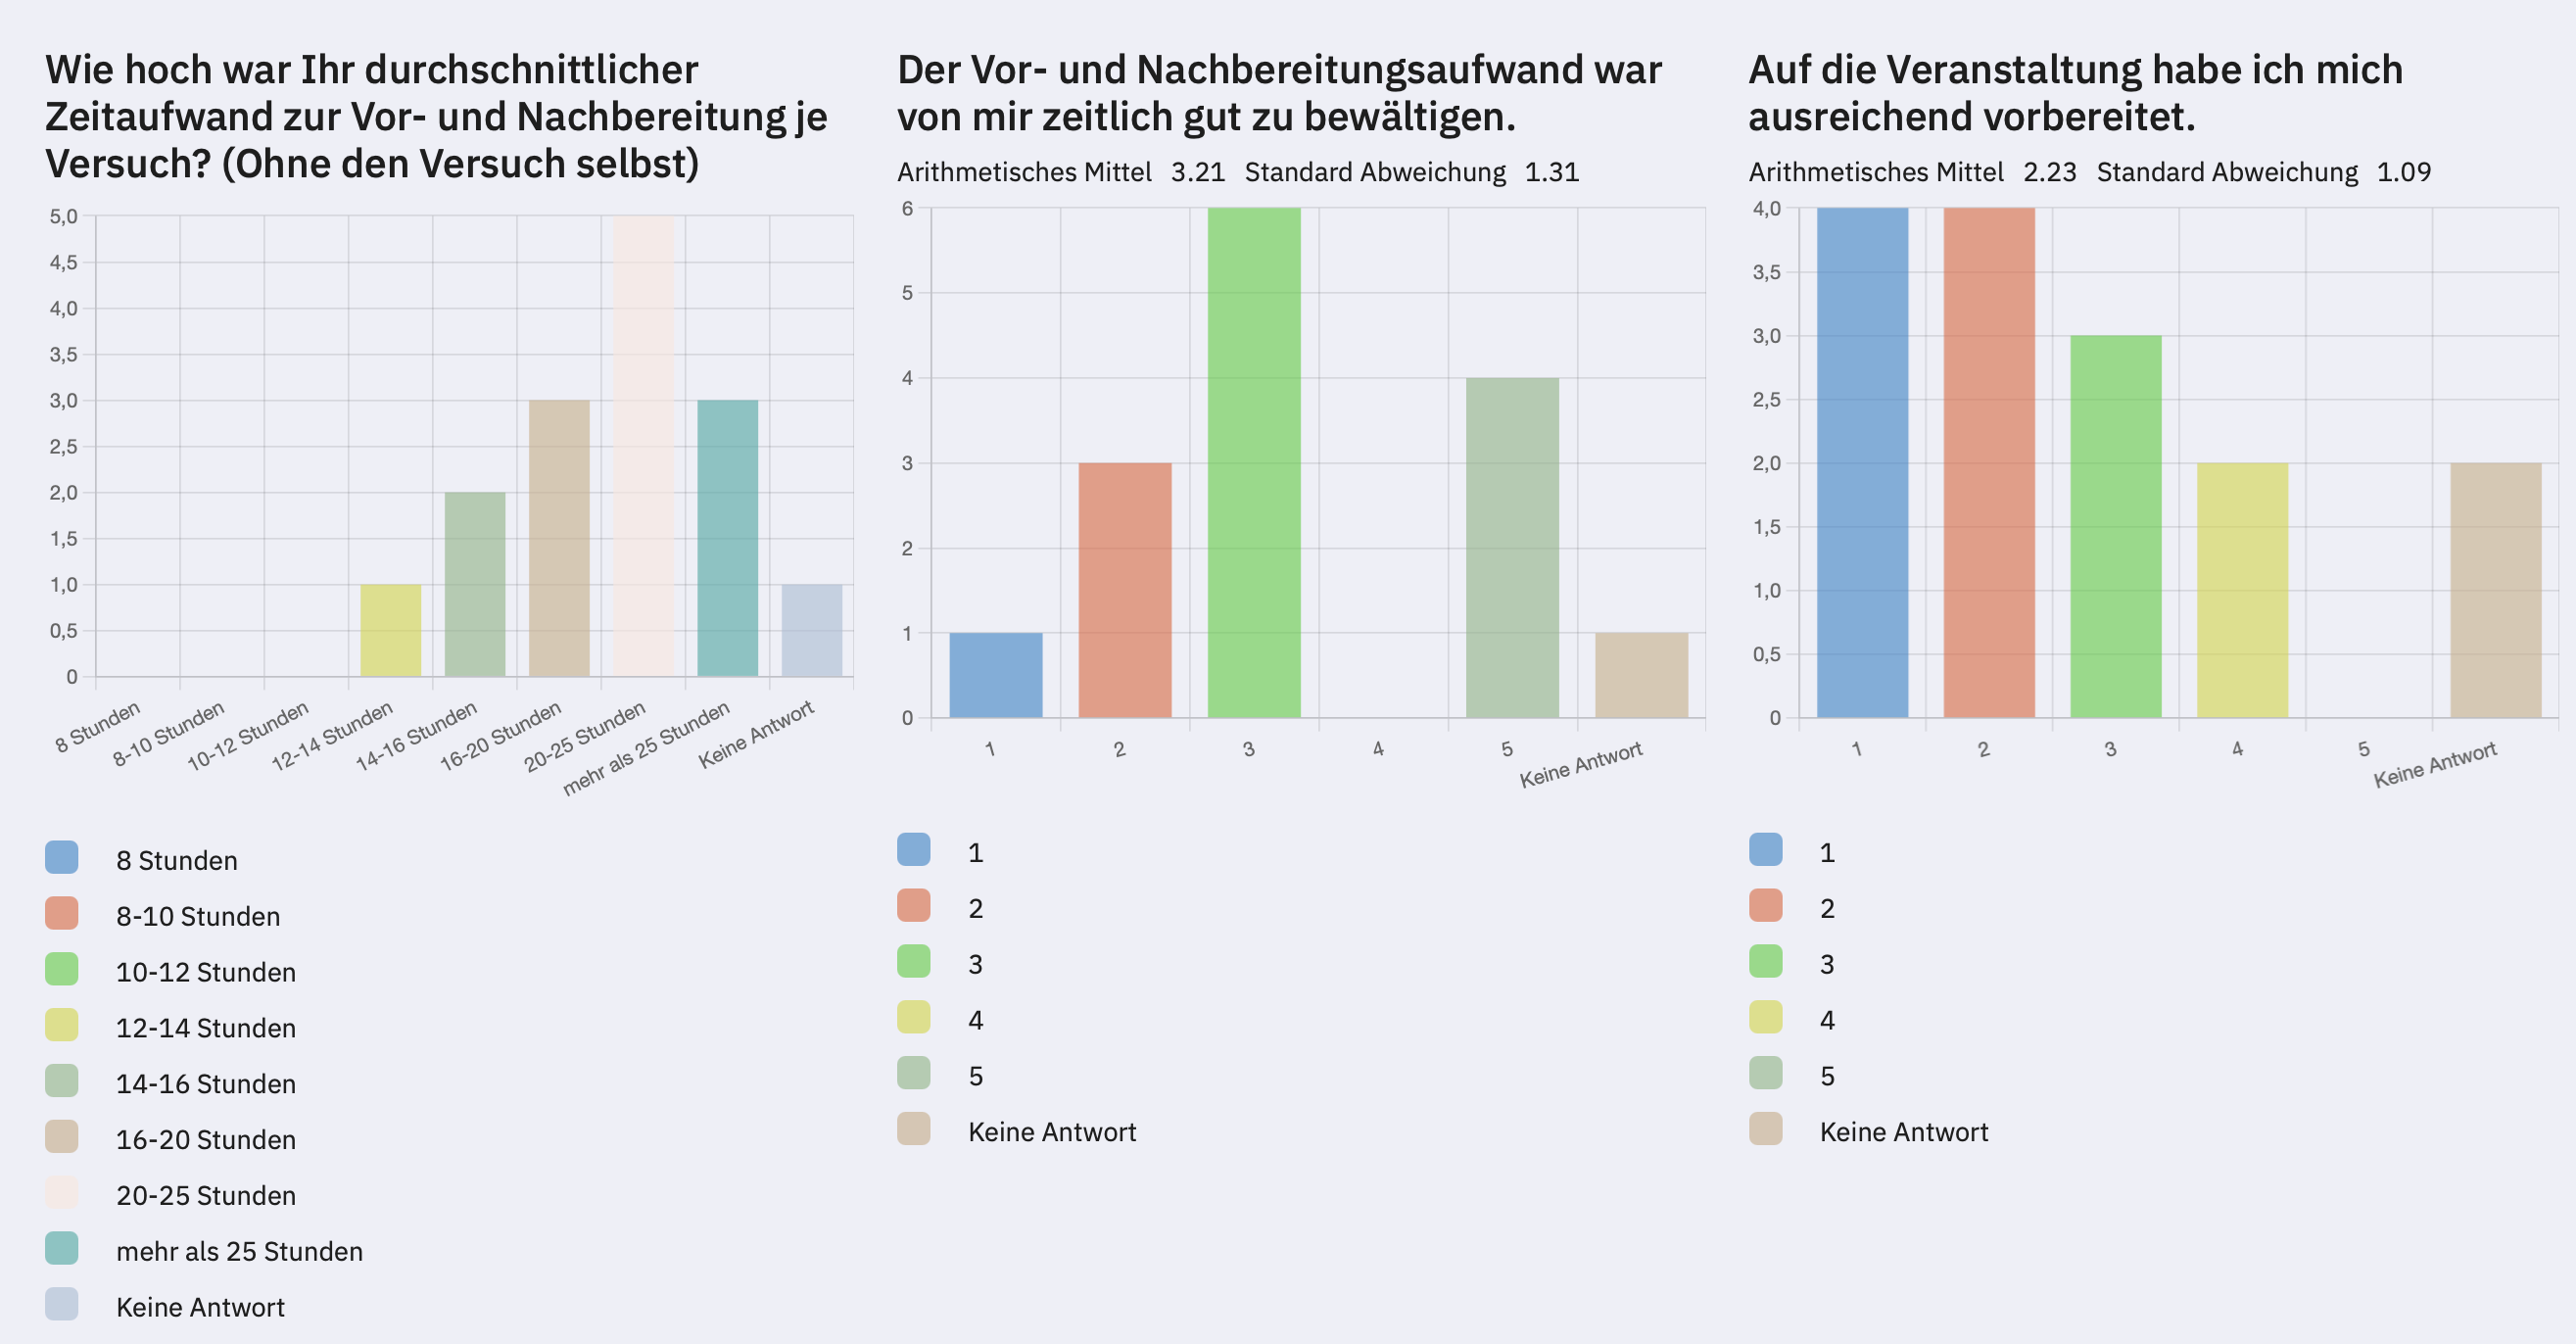 Wie hoch war Ihr durchschnittlicher
Zeitaufwand zur Vor- und Nachbereitung je
Versuch? (Ohne den Versuch selbst)
5,0
4,5
4,0
3,5
3,0
2,5
2,0
1,5
1,0
0,5
0
8 Stunden
8-10 Stunden
10-12 Stunden
12-14 Stunden
14-16 Stunden
16-20 Stunden
20-25 Stunden
mehr als 25 Stunden
Keine Antwort
8 Stunden
8-10 Stunden
10-12 Stunden
12-14 Stunden
14-16 Stunden
16-20 Stunden
20-25 Stunden
mehr als 25 Stunden
Keine Antwort
Der Vor- und Nachbereitungsaufwand war
von mir zeitlich gut zu bewältigen.
Arithmetisches Mittel 3.21 Standard Abweichung 1.31
6
5
4
3
2
1
0
1
2
3
4
5
Keine Antwort
1
2
3
4
5
Keine Antwort
Auf die Veranstaltung habe ich mich
ausreichend vorbereitet.
Arithmetisches Mittel 2.23 Standard Abweichung 1.09
4,0
3,5
3,0
2,5
2,0
1,5
1,0
0,5
0
1
2
3
4
5
Keine Antwort
1
2
3
4
5
Keine Antwort